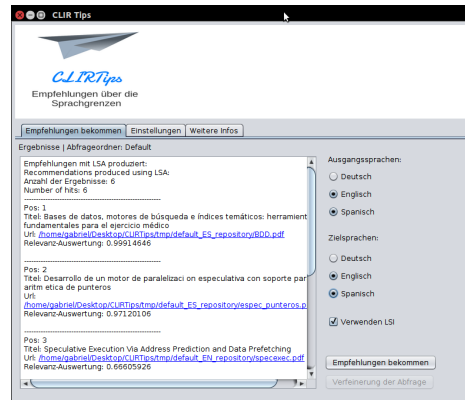 CLIR Tips
CLIRTips
Empfehlungen über die
Sprachgrenzen
Empfehlungen bekommen
Einstellungen
Weitere Infos
Ergebnisse | Abfrageordner: Default
Empfehlungen mit LSA produziert:
Recommendations produced using LSA:
Anzahl der Ergebnisse: 6
Number of hits: 6
------------------------------------------------
Pos: 1
Titel: Bases de datos, motores de búsqueda e índices temáticos: herramient
fundamentales para el ejercicio médico
Url: /home/gabriel/Desktop/CLIRTips/tmp/default_ES_repository/BDD.pdf
Relevanz-Auswertung: 0.99914646
------------------------------------------------
Pos: 2
Titel: Desarrollo de un motor de paralelizaci on especulativa con soporte par
aritm etica de punteros
Url:
/home/gabriel/Desktop/CLIRTips/tmp/default_ES_repository/espec_punteros.p
Relevanz-Auswertung: 0.97120106
------------------------------------------------
Pos: 3
Titel: Speculative Execution Via Address Prediction and Data Prefetching
Url: /home/gabriel/Desktop/CLIRTips/tmp/default_EN_repository/specexec.pdf
Relevanz-Auswertung: 0.66605926
Ausgangssprachen:
Deutsch
Englisch
Spanisch
Zielsprachen:
Deutsch
Englisch
Spanisch
Verwenden LSI
Empfehlungen bekommen
Verfeinerung der Abfrage